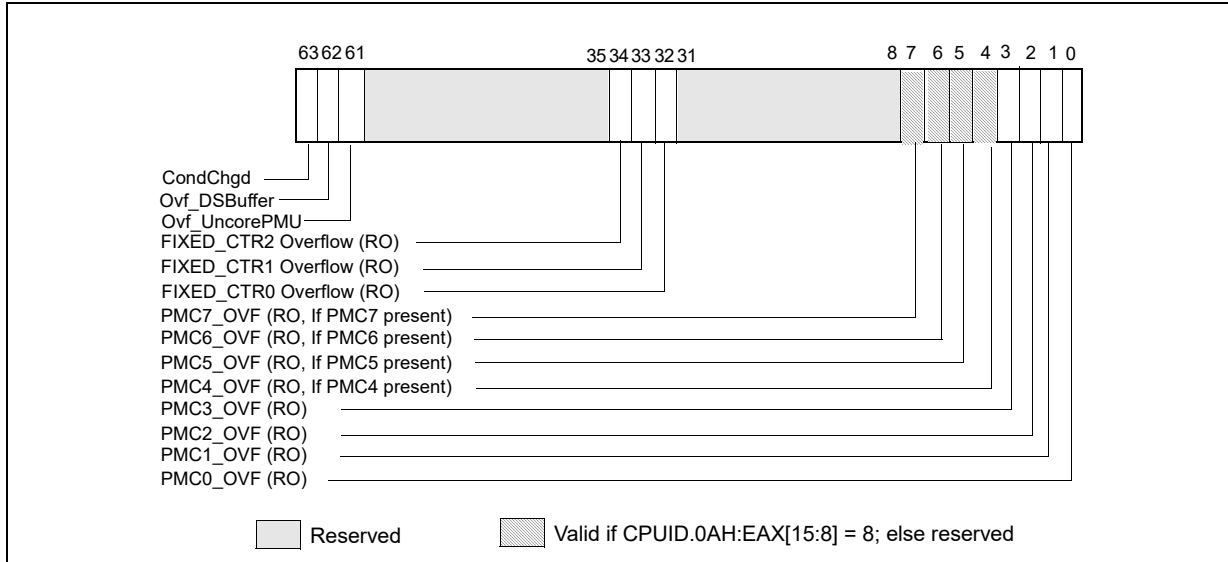 63 62 61 35 34 33 32 31 8 7 6 5 4 3 2 1 0
CondChgd
Ovf_DSBuffer
Ovf_UncorePMU
FIXED_CTR2 Overflow (RO)
FIXED_CTR1 Overflow (RO)
FIXED_CTR0 Overflow (RO)
PMC7_OVF (RO, If PMC7 present)
PMC6_OVF (RO, If PMC6 present)
PMC5_OVF (RO, If PMC5 present)
PMC4_OVF (RO, If PMC4 present)
PMC3_OVF (RO)
PMC2_OVF (RO)
PMC1_OVF (RO)
PMC0_OVF (RO)
Reserved Valid if CPUID.0AH:EAX[15:8] = 8; else reserved